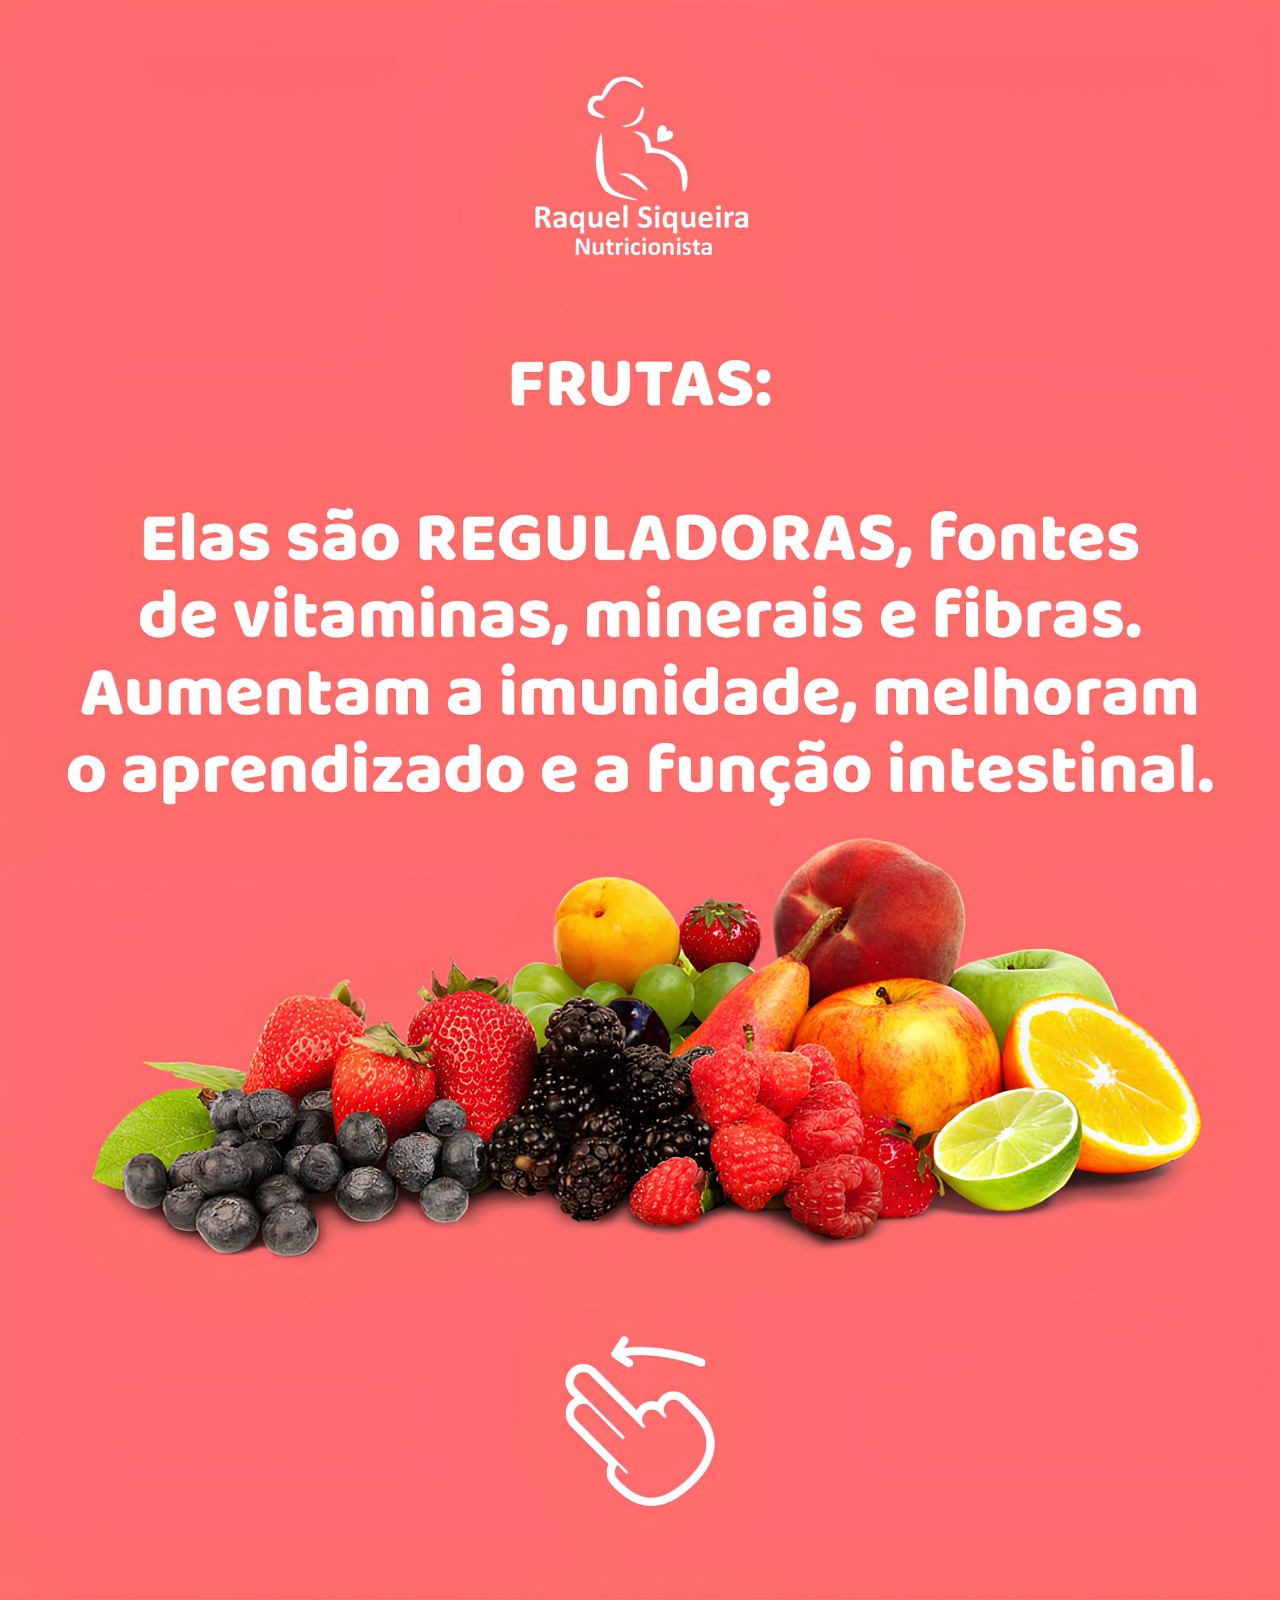 Raquel Siqueira
Nutricionista
FRUTAS:
Elas são REGULADORAS, fontes
de vitaminas, minerais e fibras.
Aumentam a imunidade, melhoram
o aprendizado e a função intestinal.